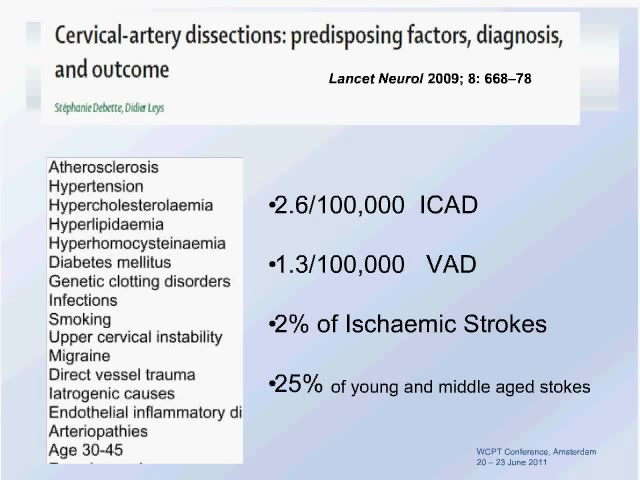 Cervical-artery dissections: predisposing factors, diagnosis,
and outcome
Lancet Neurol 2009; 8: 668–78
Stéphanie Debette, Didier Leys
Atherosclerosis
Hypertension
Hypercholesterolaemia
Hyperlipidaemia
Hyperhomocysteinaemia
Diabetes mellitus
Genetic clotting disorders
Infections
Smoking
Upper cervical instability
Migraine
Direct vessel trauma
Iatrogenic causes
Endothelial inflammatory di
Arteriopathies
Age 30-45
•2.6/100,000 ICAD
•1.3/100,000 VAD
•2% of Ischaemic Strokes
•25% of young and middle aged stokes
WCPT Conference, Amsterdam
20 – 23 June 2011